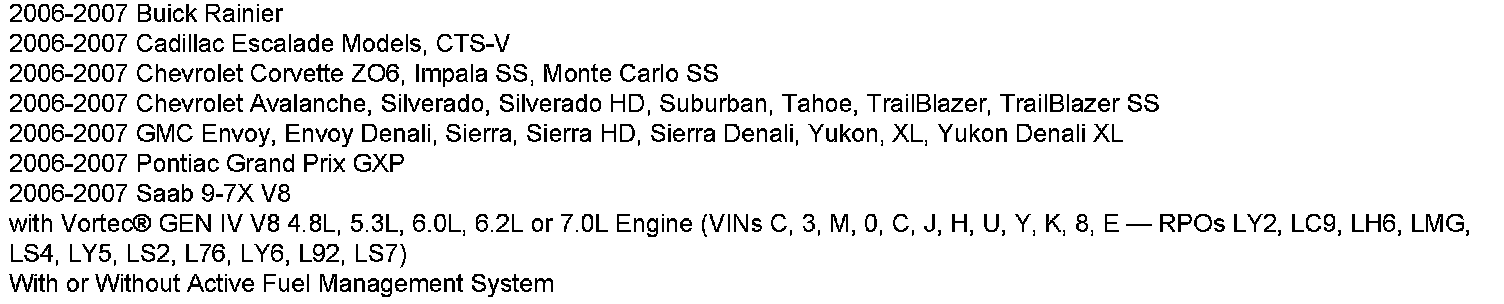 2006-2007 Buick Rainier
2006-2007 Cadillac Escalade Models, CTS-V
2006-2007 Chevrolet Corvette ZO6, Impala SS, Monte Carlo SS
2006-2007 Chevrolet Avalanche, Silverado, Silverado HD, Suburban, Tahoe, TrailBlazer, TrailBlazer SS
2006-2007 GMC Envoy, Envoy Denali, Sierra, Sierra HD, Sierra Denali, Yukon, XL, Yukon Denali XL
2006-2007 Pontiac Grand Prix GXP
2006-2007 Saab 9-7X V8
with Vortec® GEN IV V8 4.8L, 5.3L, 6.0L, 6.2L or 7.0L Engine (VINs C, 3, M, 0, C, J, H, U, Y, K, 8, E — RPOs LY2, LC9, LH6, LMG,
LS4, LY5, LS2, L76, LY6, L92, LS7)
With or Without Active Fuel Management System